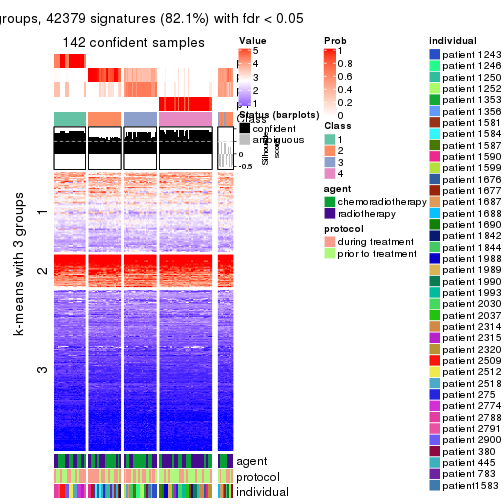 groups, 42379 signatures (82.1%) with fdr < 0.05
142 confident samples
k-means with 3 groups
1
2
3
agent
protocol
individual
Value
5
4
3
2
1
Status (barplots)
confident
ambiguous
0
-0.5
Prob
1
0.8
0.6
0.4
0.2
0
Class
1
2
3
4
agent
chemoradiotherapy
radiotherapy
protocol
during treatment
prior to treatment
individual
patient 1243
patient 1246
patient 1250
patient 1252
patient 1353
patient 1356
patient 1581
patient 1584
patient 1587
patient 1590
patient 1599
patient 1676
patient 1677
patient 1687
patient 1688
patient 1690
patient 1842
patient 1844
patient 1988
patient 1989
patient 1990
patient 1993
patient 2030
patient 2037
patient 2314
patient 2315
patient 2320
patient 2509
patient 2512
patient 2518
patient 275
patient 2774
patient 2788
patient 2791
patient 2900
patient 380
patient 445
patient 783
patient1583